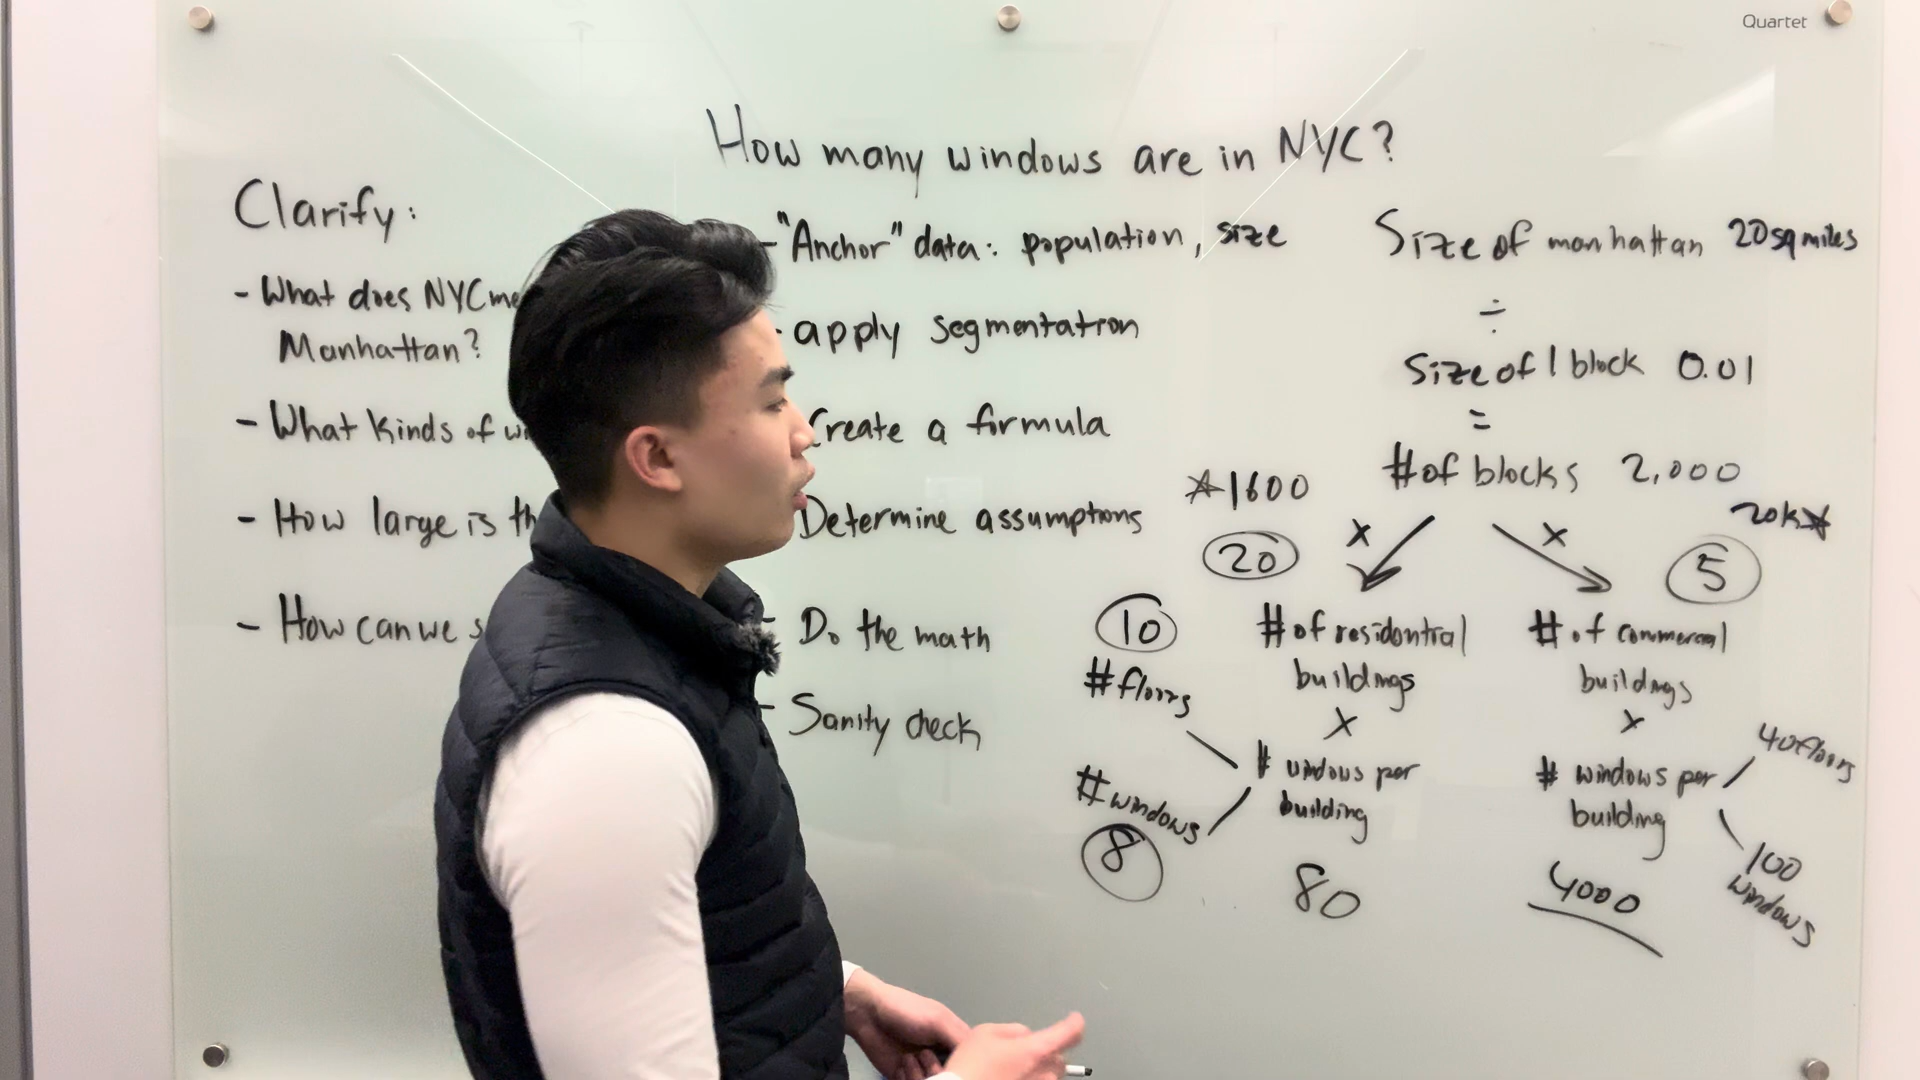 Quartet
How many windows are in NYC?
Clarify:
- What does NYC me
Manhattan?
- What kinds of w
- How large is th
- How can we s
- "Anchor" data: population, size
- apply segmentation
Create a formula
Determine assumptions
- Do the math
- Sanity check
Size of manhattan 20 sq miles
÷
Size of 1 block 0.01
=
# of blocks 2,000
☆1600
20k☆
x
x
20
5
10
# floors
# of residential
buildings
x
# windows per
building
# windows
8
80
# of commercial
buildings
x
# windows per
building
40 floors
100
windows
4000